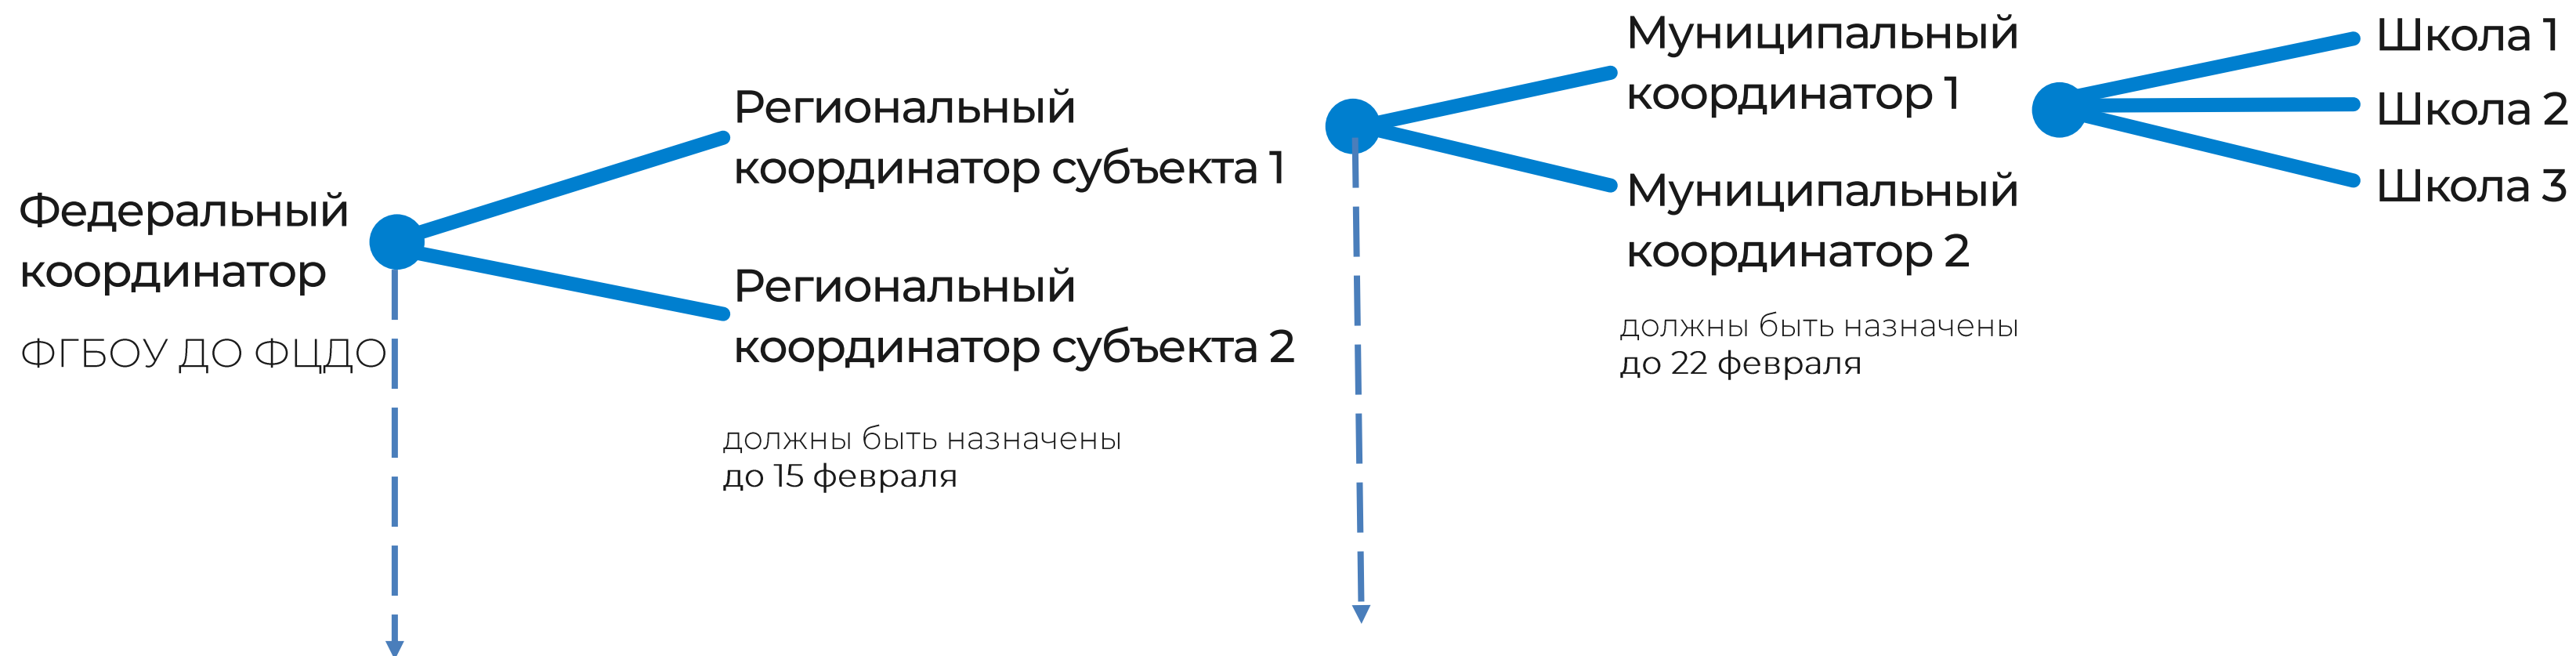 Федеральный
координатор
ФГБОУ ДО ФЦДО
Региональный
координатор субъекта 1
Региональный
координатор субъекта 2
должны быть назначены
до 15 февраля
Муниципальный
координатор 1
Муниципальный
координатор 2
должны быть назначены
до 22 февраля
Школа 1
Школа 2
Школа 3